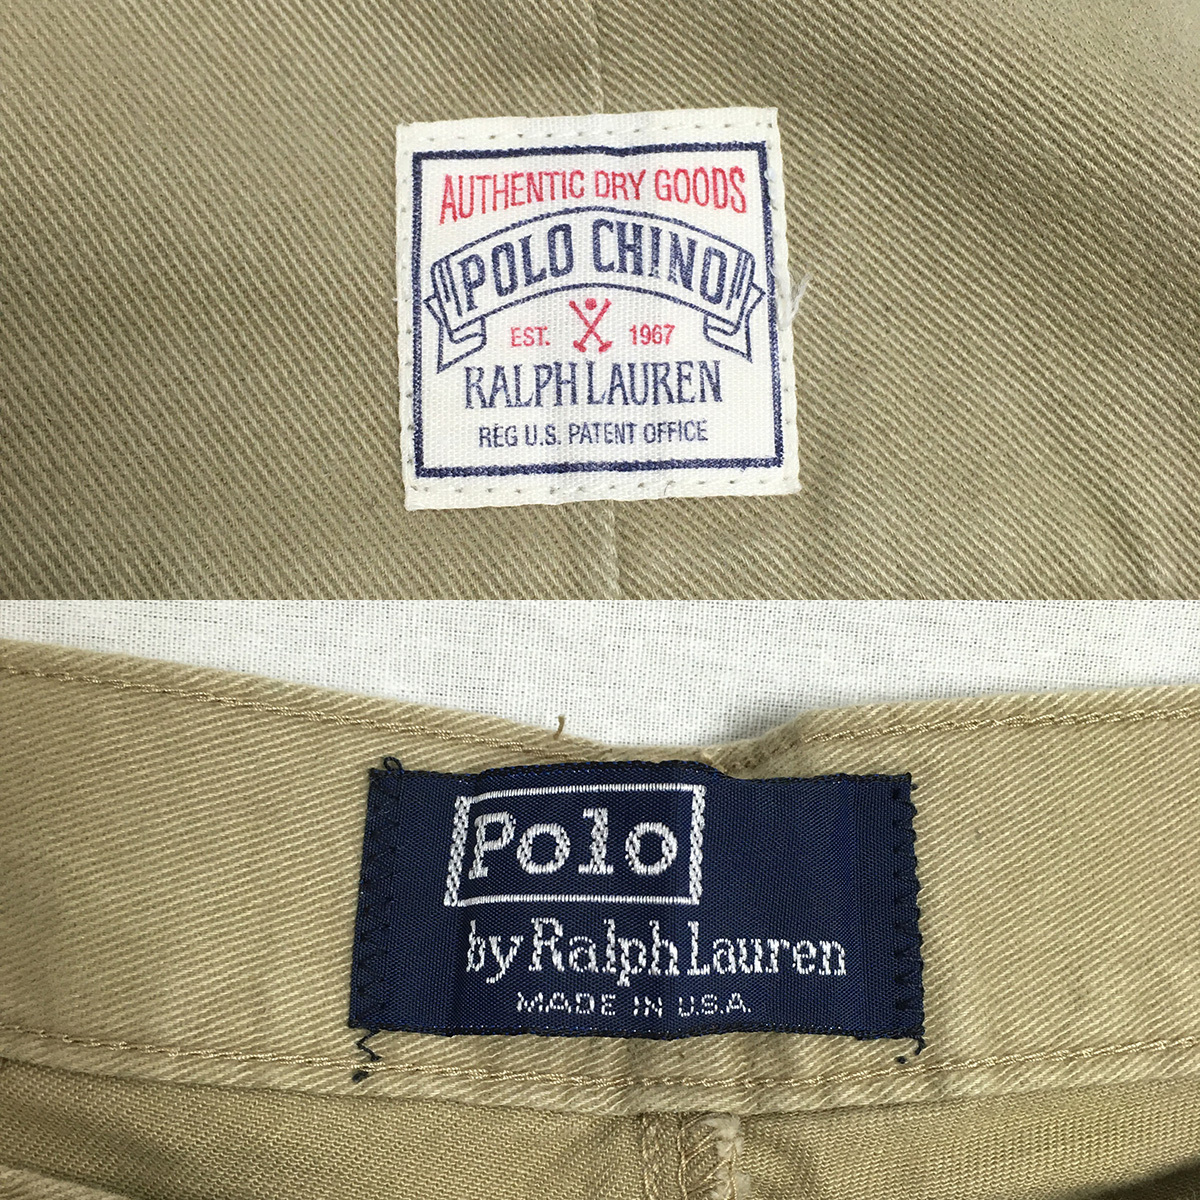 AUTHENTIC DRY GOODS
POLO CHINO
EST. 1967
RALPH LAUREN
REG U.S. PATENT OFFICE
Polo
by Ralph Lauren
MADE IN U.S.A.